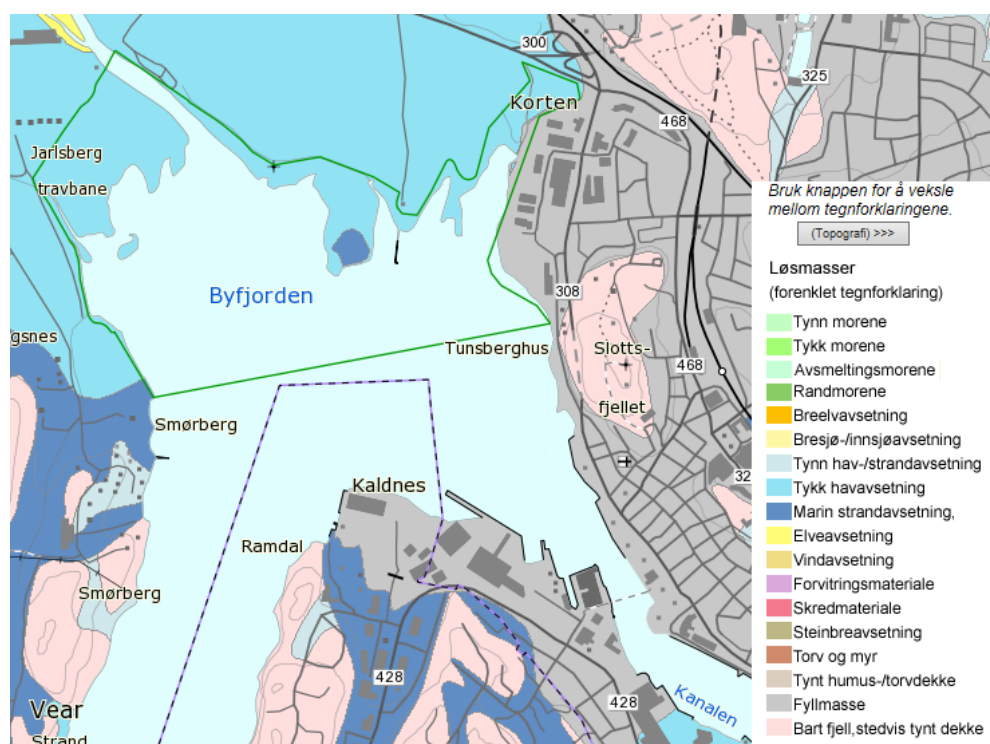 300
325
Korten
468
Jarlsberg
travbane
Byfjorden
308
gsnes
Tunsberghus
Slotts-
468
fjellet
Smørberg
32
Kaldnes
Ramdal
Smørberg
428
Kanalen
428
Vear
Strand
Bruk knappen for å veksle
mellom tegnforklaringene.
(Topografi) >>>
Løsmasser
(forenklet tegnforklaring)
Tynn morene
Tykk morene
Avsmeltingsmorene
Randmorene
Breelvavsetning
Bresjø-/innsjøavsetning
Tynn hav-/strandavsetning
Tykk havavsetning
Marin strandavsetning,
Elveavsetning
Vindavsetning
Forvitringsmateriale
Skredmateriale
Steinbreavsetning
Torv og myr
Tynt humus-/torvdekke
Fyllmasse
Bart fjell,stedvis tynt dekke